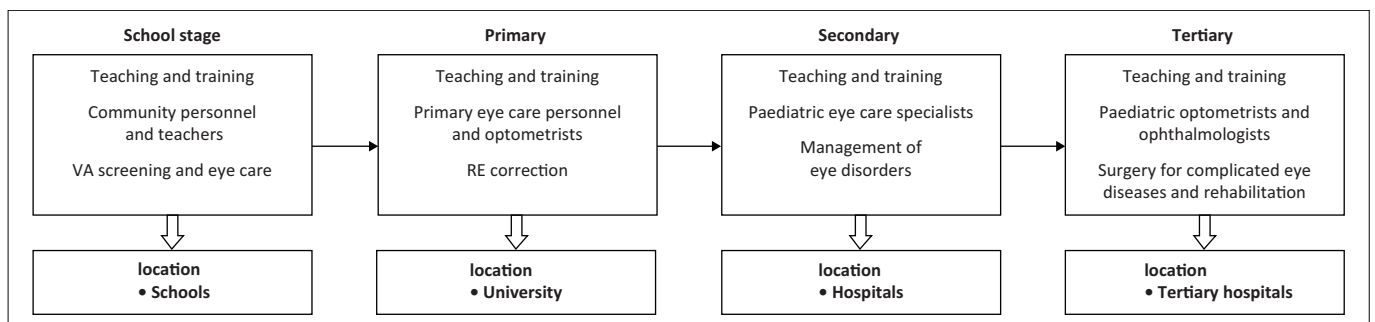 School stage
Teaching and training
Community personnel
and teachers
VA screening and eye care
location
• Schools
Primary
Teaching and training
Primary eye care personnel
and optometrists
RE correction
location
• University
Secondary
Teaching and training
Paediatric eye care specialists
Management of
eye disorders
location
• Hospitals
Tertiary
Teaching and training
Paediatric optometrists and
ophthalmologists
Surgery for complicated eye
diseases and rehabilitation
location
• Tertiary hospitals